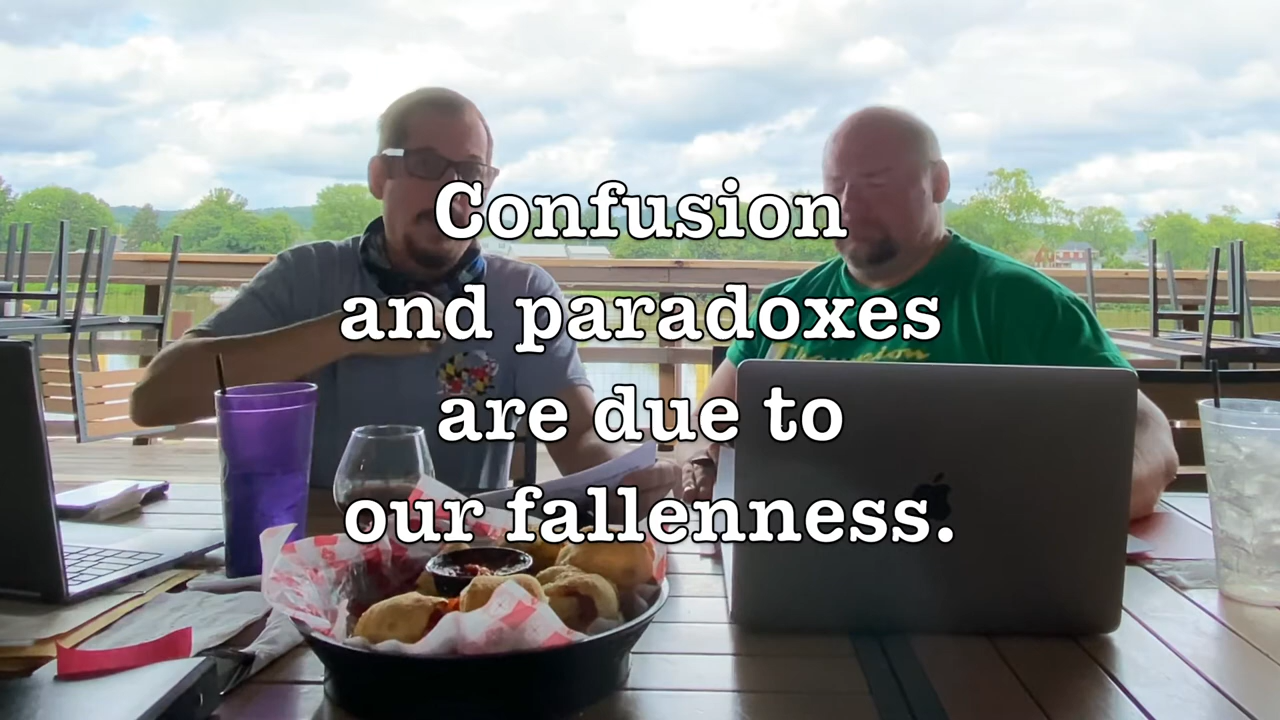 Confusion
and paradoxes
are due to
our fallenness.